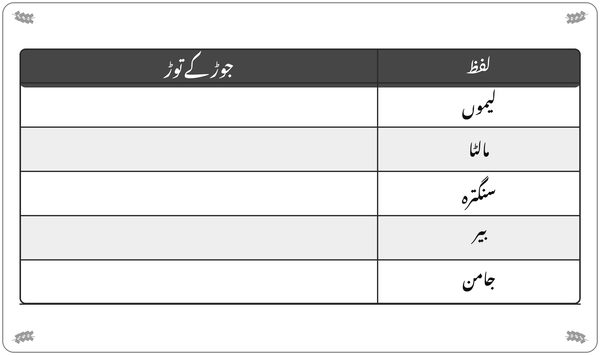 لفظ جوڑ کے توڑ
لیموں
مالٹا
سنگترہ
بیر
جامن